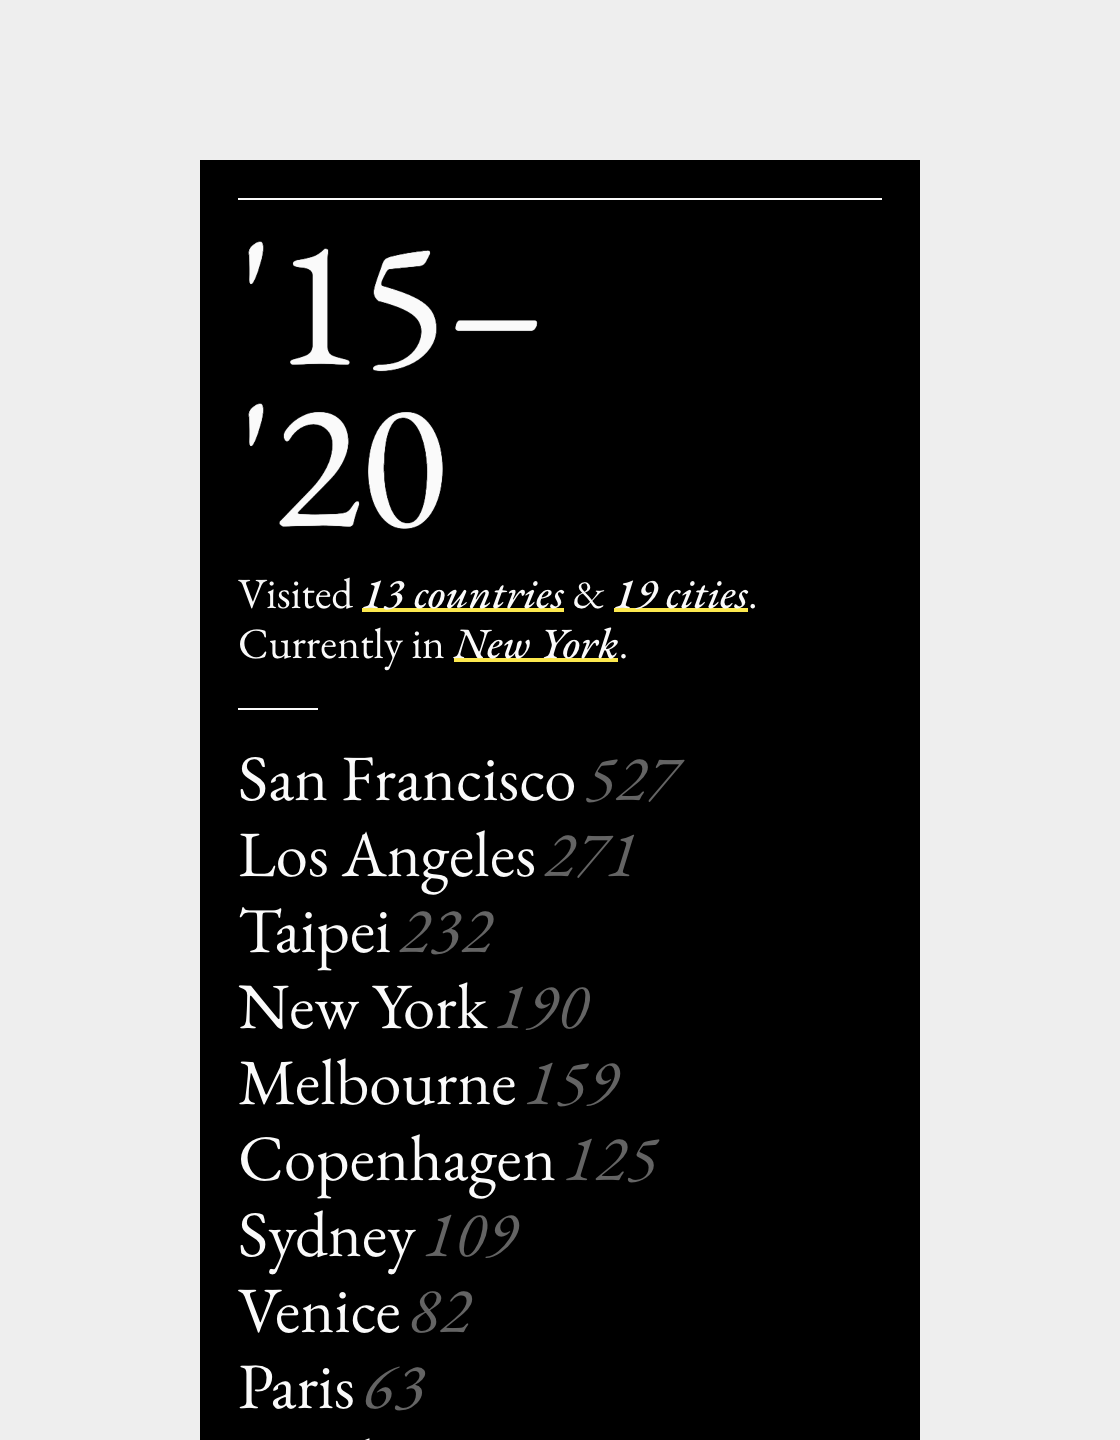 '15–
'20
Visited 13 countries & 19 cities.
Currently in New York.
San Francisco 527
Los Angeles 271
Taipei 232
New York 190
Melbourne 159
Copenhagen 125
Sydney 109
Venice 82
Paris 63